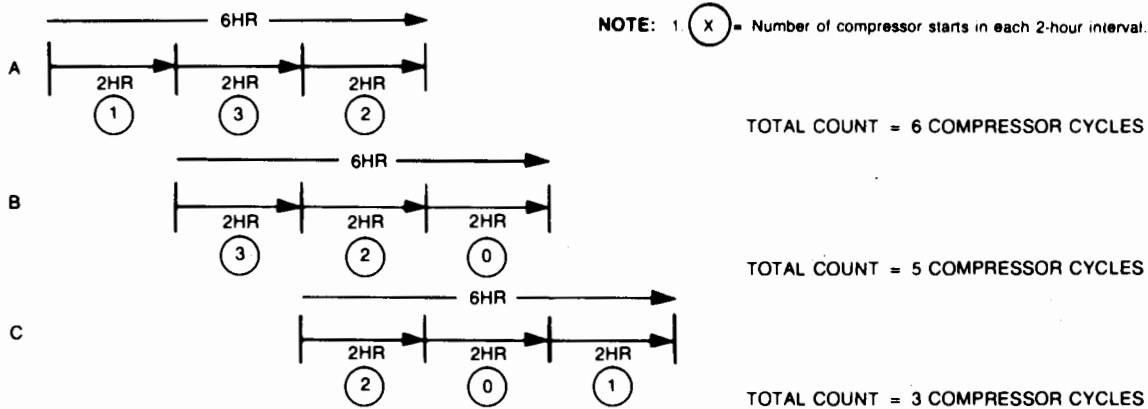 6HR
NOTE: 1. X = Number of compressor starts in each 2-hour interval.
A
2HR 2HR 2HR
1 3 2
TOTAL COUNT = 6 COMPRESSOR CYCLES
6HR
B
2HR 2HR 2HR
3 2 0
TOTAL COUNT = 5 COMPRESSOR CYCLES
6HR
C
2HR 2HR 2HR
2 0 1
TOTAL COUNT = 3 COMPRESSOR CYCLES